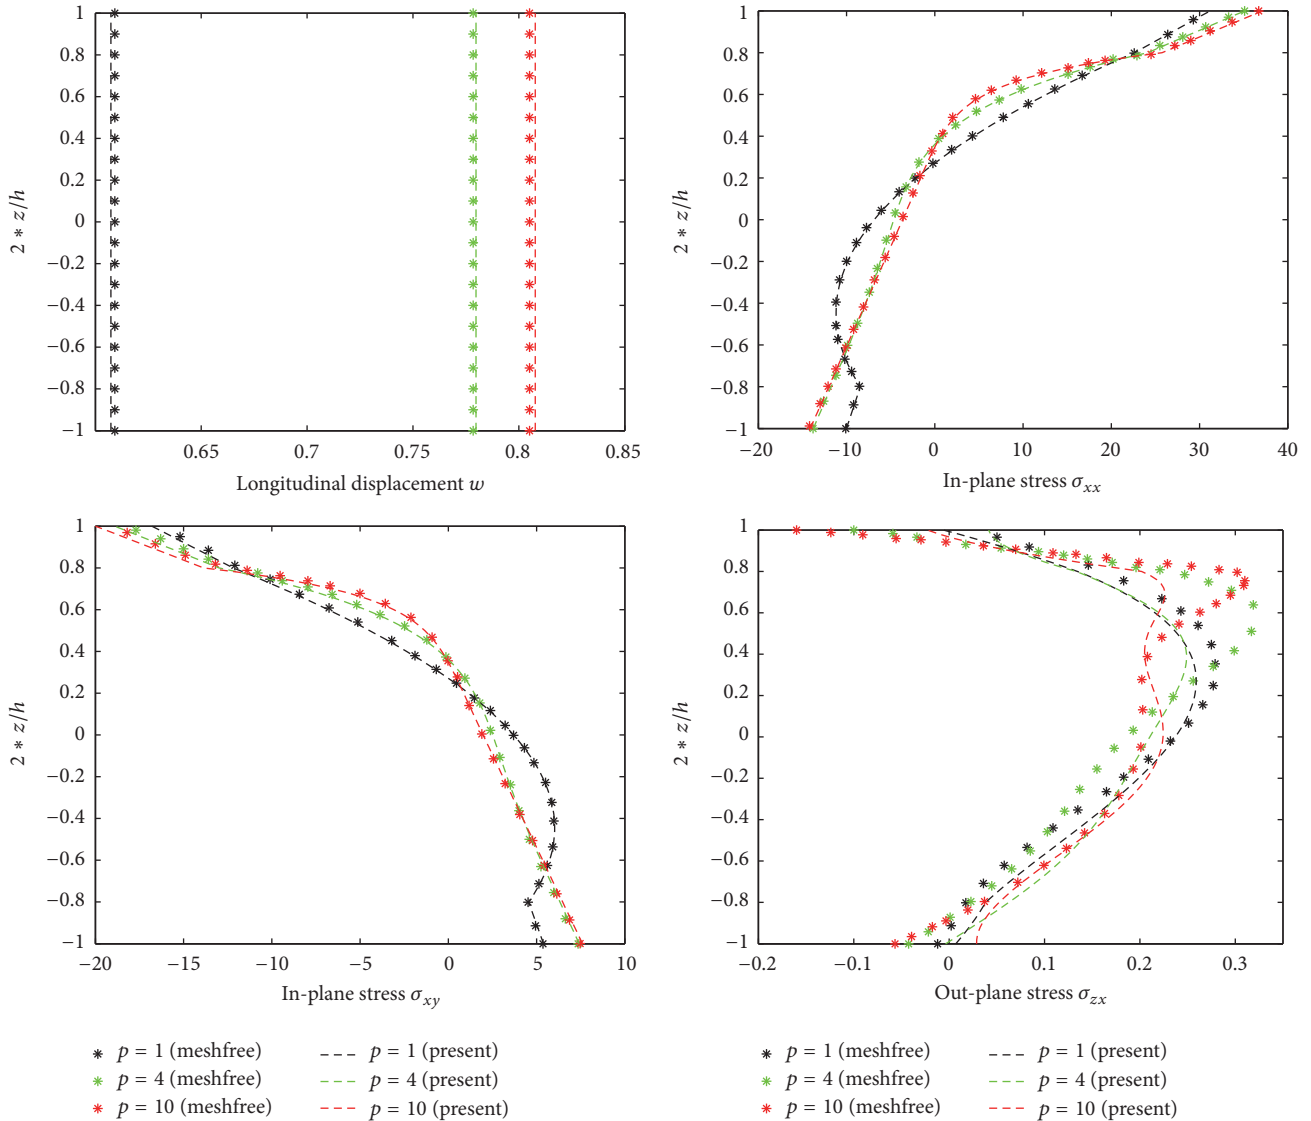 1
0.8
0.6
0.4
0.2
0
−0.2
−0.4
−0.6
−0.8
−1
2 ∗ z/h
0.65 0.7 0.75 0.8 0.85
Longitudinal displacement w
1
0.8
0.6
0.4
0.2
0
−0.2
−0.4
−0.6
−0.8
−1
2 ∗ z/h
−20 −10 0 10 20 30 40
In-plane stress σxx
1
0.8
0.6
0.4
0.2
0
−0.2
−0.4
−0.6
−0.8
−1
2 ∗ z/h
−20 −15 −10 −5 0 5 10
In-plane stress σxy
1
0.8
0.6
0.4
0.2
0
−0.2
−0.4
−0.6
−0.8
−1
2 ∗ z/h
−0.2 −0.1 0 0.1 0.2 0.3
Out-plane stress σzx
p = 1 (meshfree)
p = 4 (meshfree)
p = 10 (meshfree)
p = 1 (present)
p = 4 (present)
p = 10 (present)
p = 1 (meshfree)
p = 4 (meshfree)
p = 10 (meshfree)
p = 1 (present)
p = 4 (present)
p = 10 (present)